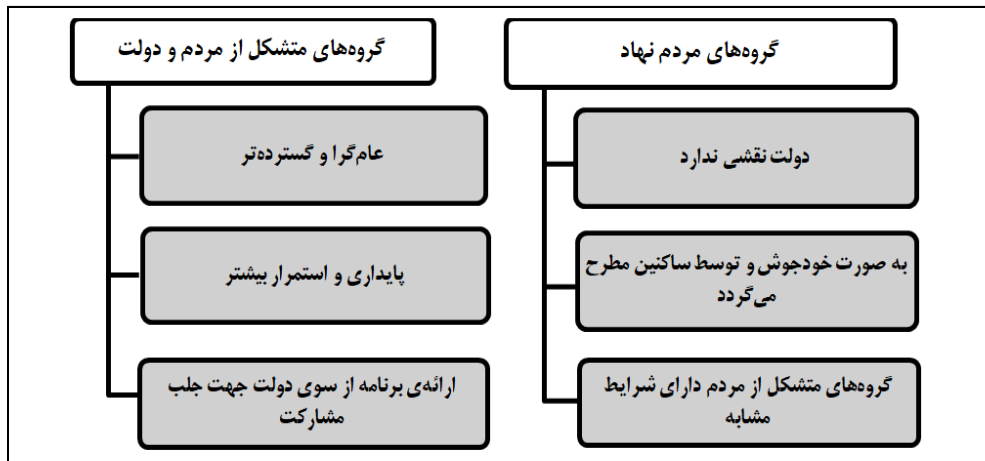 گروه‌های مردم نهاد
دولت نقشی ندارد
به صورت خودجوش و توسط ساکنین مطرح
می‌گردد
گروه‌های متشکل از مردم دارای شرایط
مشابه
گروه‌های متشکل از مردم و دولت
عام‌گرا و گسترده‌تر
پایداری و استمرار بیشتر
ارائه‌ی برنامه از سوی دولت جهت جلب
مشارکت